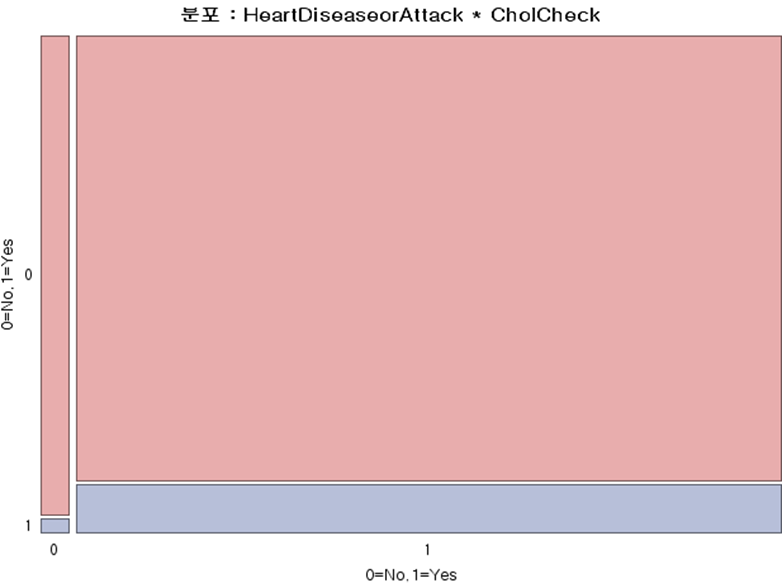 분포 : HeartDiseaseorAttack * CholCheck
0=No,1=Yes
0
1
0
1
0=No,1=Yes